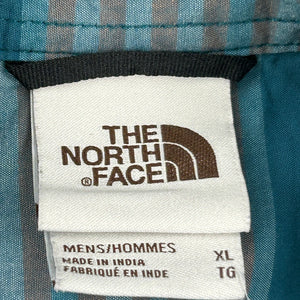 THE
NORTH
FACE
MENS/HOMMES XL
MADE IN INDIA
FABRIQUÉ EN INDE TG